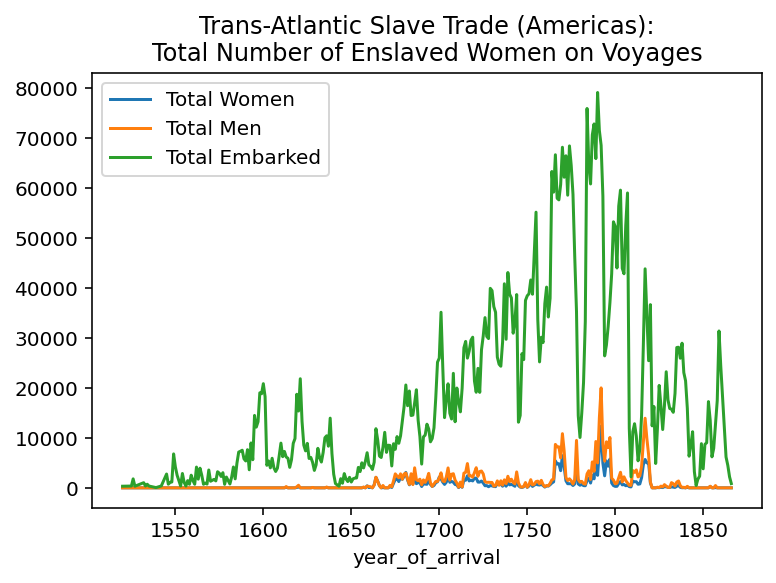 Trans-Atlantic Slave Trade (Americas):
Total Number of Enslaved Women on Voyages
Total Women
Total Men
Total Embarked
80000
70000
60000
50000
40000
30000
20000
10000
0
1550 1600 1650 1700 1750 1800 1850
year_of_arrival